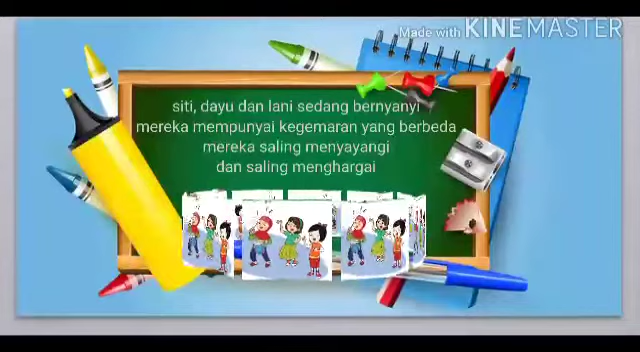 Made with KINEMASTER
siti, dayu dan lani sedang bernyanyi
mereka mempunyai kegemaran yang berbeda
mereka saling menyayangi
dan saling menghargai